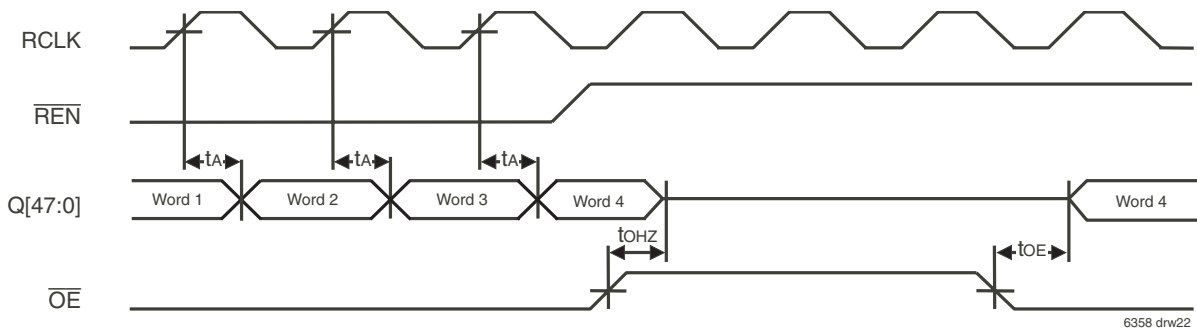 RCLK
REN
tA tA tA
Q[47:0] Word 1 Word 2 Word 3 Word 4 Word 4
tOHZ tOE
OE
6358 drw22